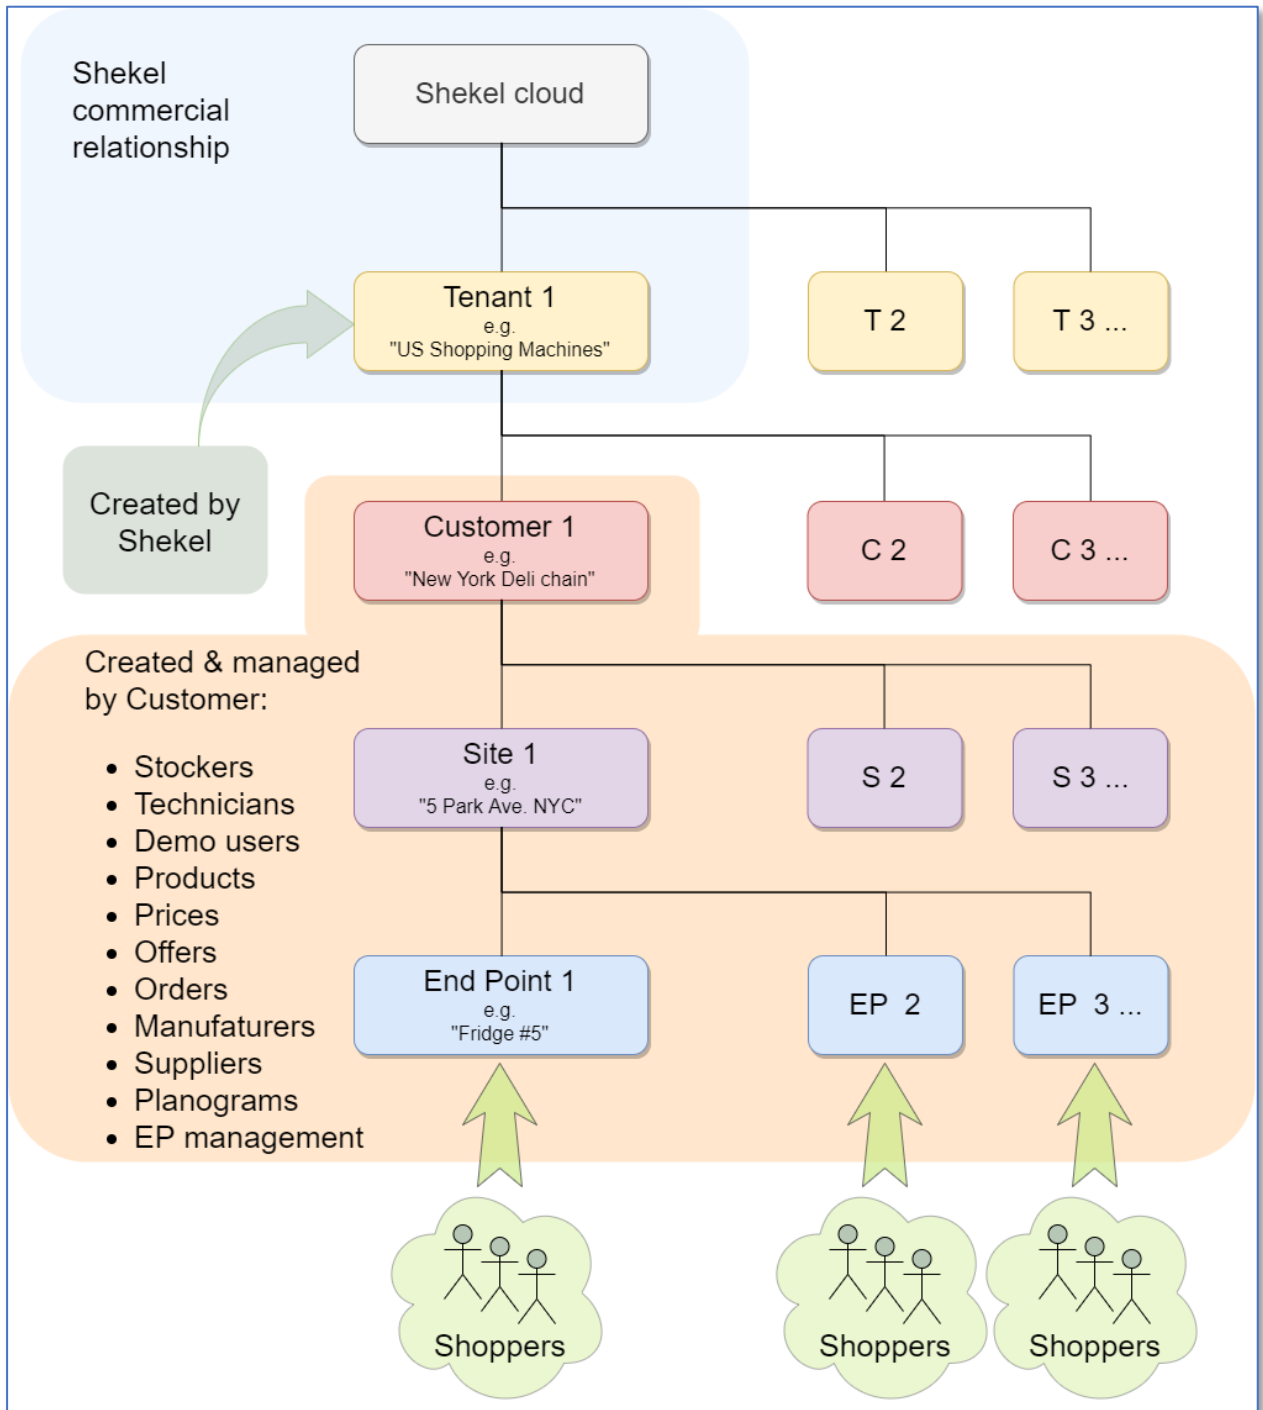 Shekel
commercial
relationship
Shekel cloud
Tenant 1
e.g.
"US Shopping Machines"
T 2
T 3 ...
Created by
Shekel
Customer 1
e.g.
"New York Deli chain"
C 2
C 3 ...
Created & managed
by Customer:
• Stockers
• Technicians
• Demo users
• Products
• Prices
• Offers
• Orders
• Manufaturers
• Suppliers
• Planograms
• EP management
Site 1
e.g.
"5 Park Ave. NYC"
S 2
S 3 ...
End Point 1
e.g.
"Fridge #5"
EP 2
EP 3 ...
Shoppers
Shoppers
Shoppers